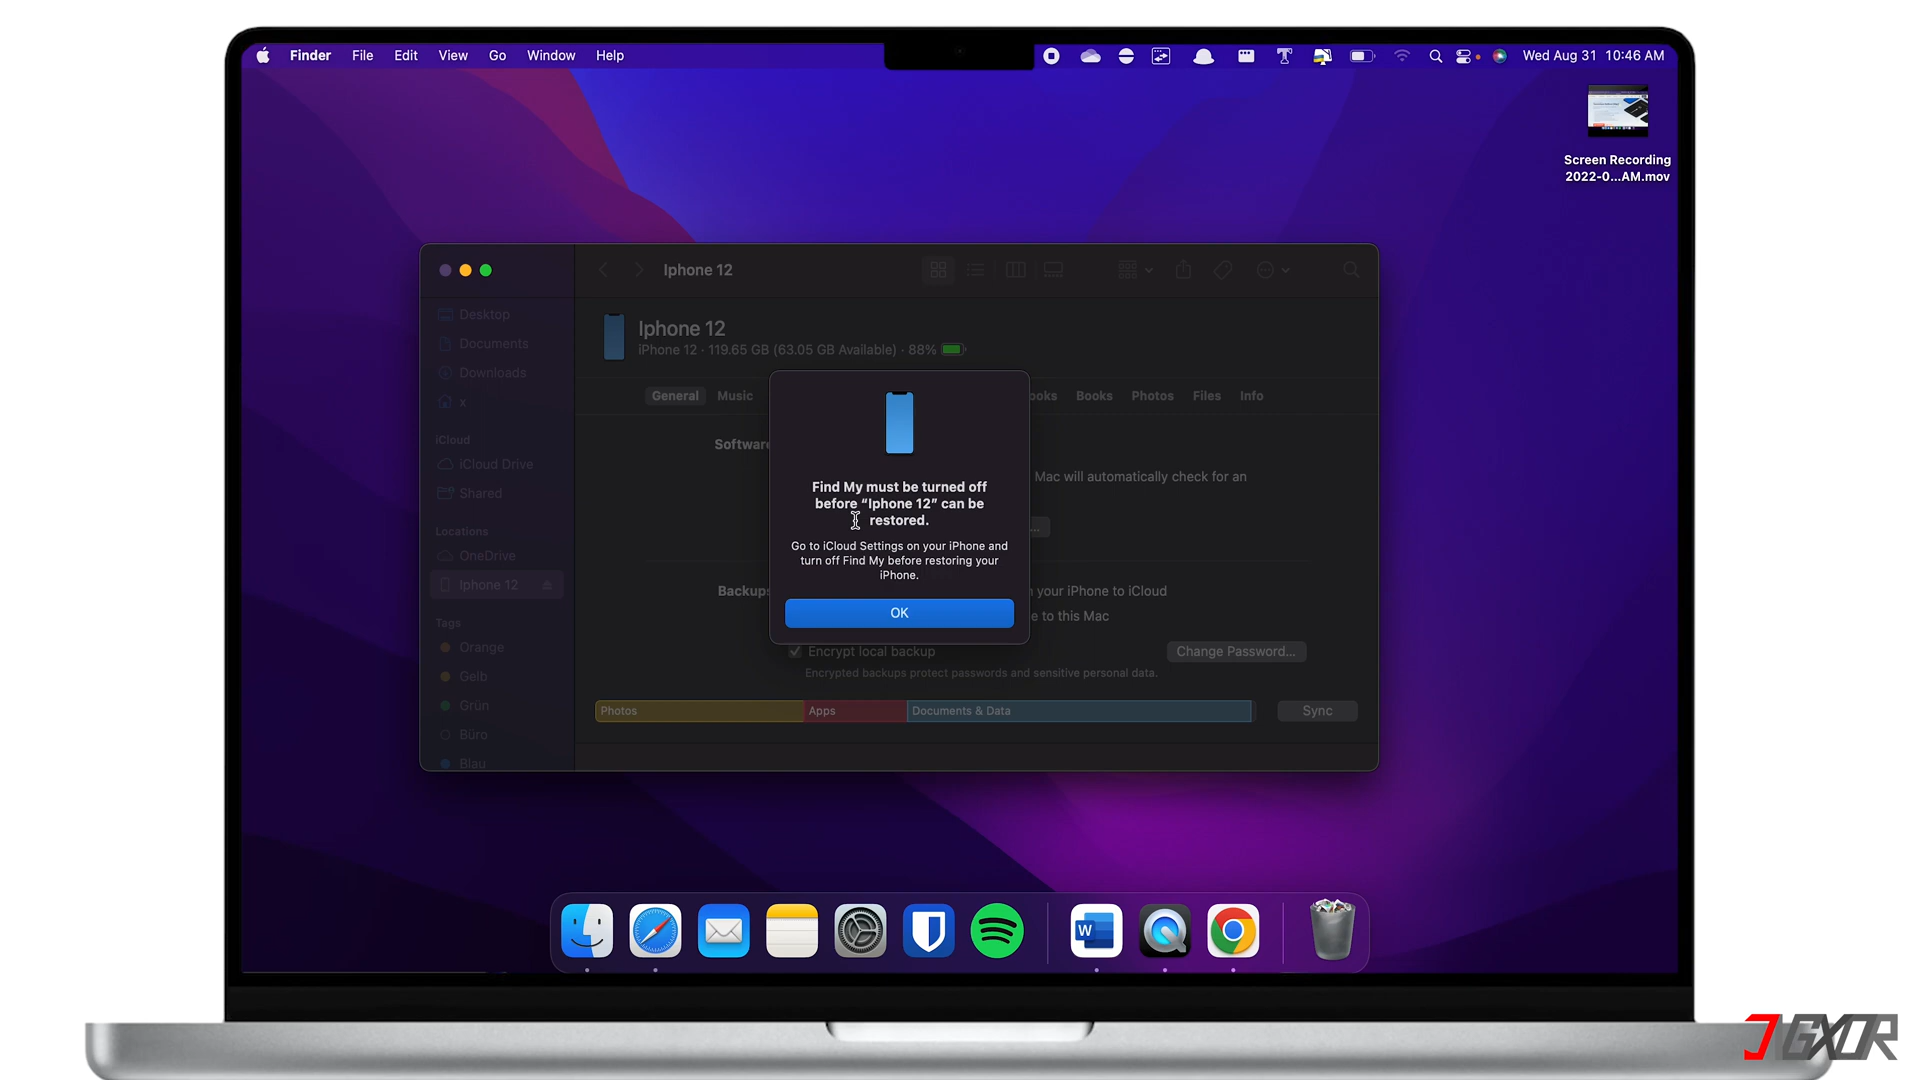 Finder File Edit View Go Window Help
Wed Aug 31 10:46 AM
Screen Recording
2022-0...AM.mov
Iphone 12
Desktop
Documents
Downloads
x
iCloud
iCloud Drive
Shared
Locations
OneDrive
Iphone 12
Tags
Orange
Gelb
Grün
Büro
Blau
Iphone 12
iPhone 12 · 119.65 GB (63.05 GB Available) · 88%
General Music Books Photos Files Info
Mac will automatically check for an
Find My must be turned off
before “Iphone 12” can be
restored.
Go to iCloud Settings on your iPhone and
turn off Find My before restoring your
iPhone.
OK
your iPhone to iCloud
to this Mac
Encrypt local backup
Change Password...
Encrypted backups protect passwords and sensitive personal data.
Photos Apps Documents & Data Sync
W
JGXOR